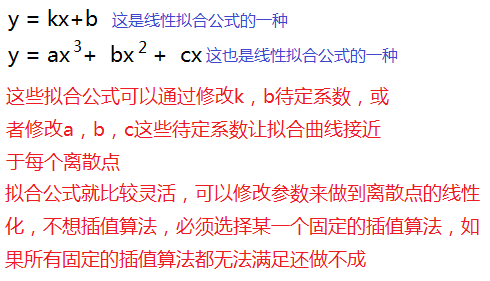 y = kx+b 这是线性拟合公式的一种
y = ax³+ bx² + cx 这也是线性拟合公式的一种
这些拟合公式可以通过修改k，b待定系数，或
者修改a，b，c这些待定系数让拟合曲线接近
于每个离散点
拟合公式就比较灵活，可以修改参数来做到离散点的线性
化，不想插值算法，必须选择某一个固定的插值算法，如
果所有固定的插值算法都无法满足还做不成